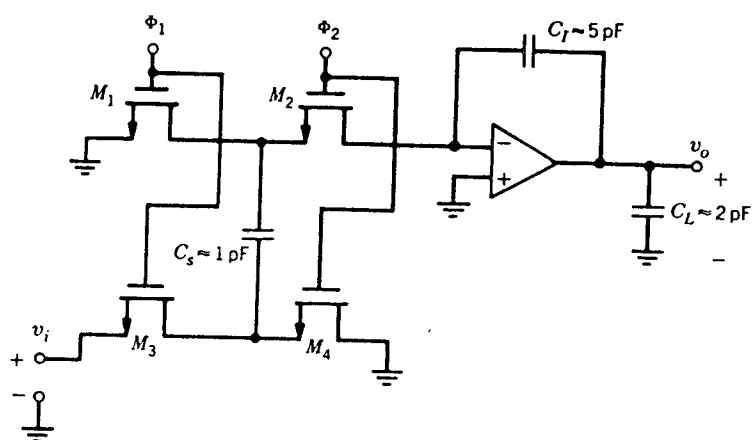 Φ₁
Φ₂
C_I ≈ 5 pF
M₁
M₂
−
+
v_o
+
C_L ≈ 2 pF
−
C_s ≈ 1 pF
M₃
M₄
v_i
+
−